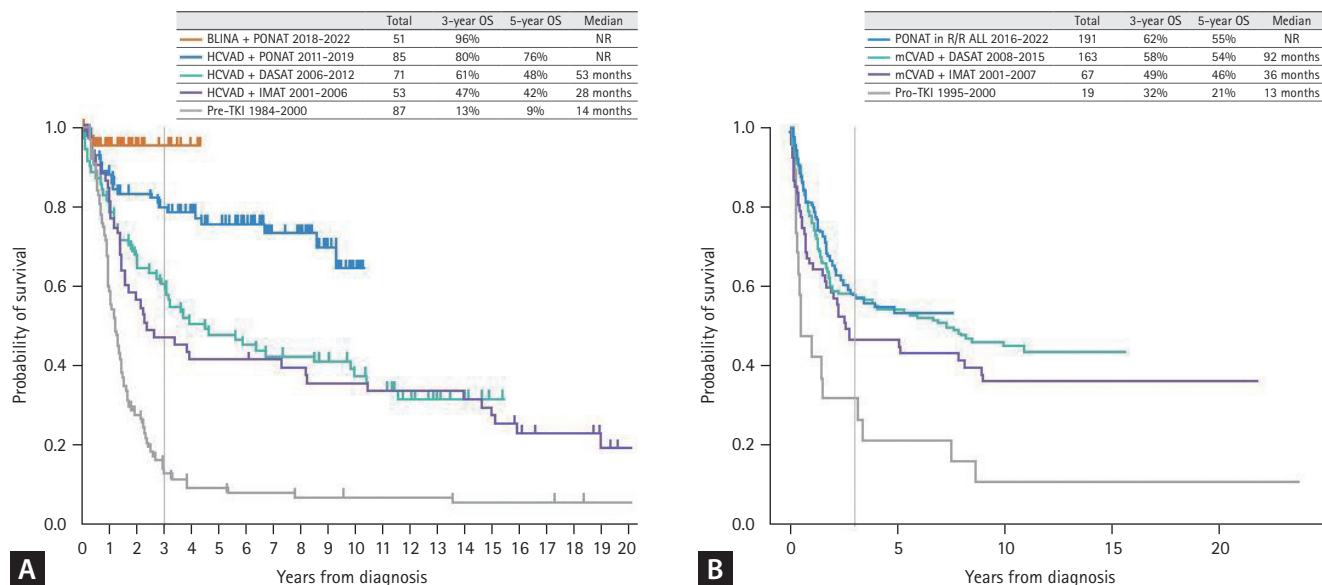 Total 3-year OS 5-year OS Median
BLINA + PONAT 2018-2022 51 96% NR
HCVAD + PONAT 2011-2019 85 80% 76% NR
HCVAD + DASAT 2006-2012 71 61% 48% 53 months
HCVAD + IMAT 2001-2006 53 47% 42% 28 months
Pre-TKI 1984-2000 87 13% 9% 14 months
1.0
0.8
0.6
0.4
0.2
0.0
Probability of survival
0 1 2 3 4 5 6 7 8 9 10 11 12 13 14 15 16 17 18 19 20
Years from diagnosis
A
Total 3-year OS 5-year OS Median
PONAT in R/R ALL 2016-2022 191 62% 55% NR
mCVAD + DASAT 2008-2015 163 58% 54% 92 months
mCVAD + IMAT 2001-2007 67 49% 46% 36 months
Pro-TKI 1995-2000 19 32% 21% 13 months
1.0
0.8
0.6
0.4
0.2
0.0
Probability of survival
0 5 10 15 20
Years from diagnosis
B